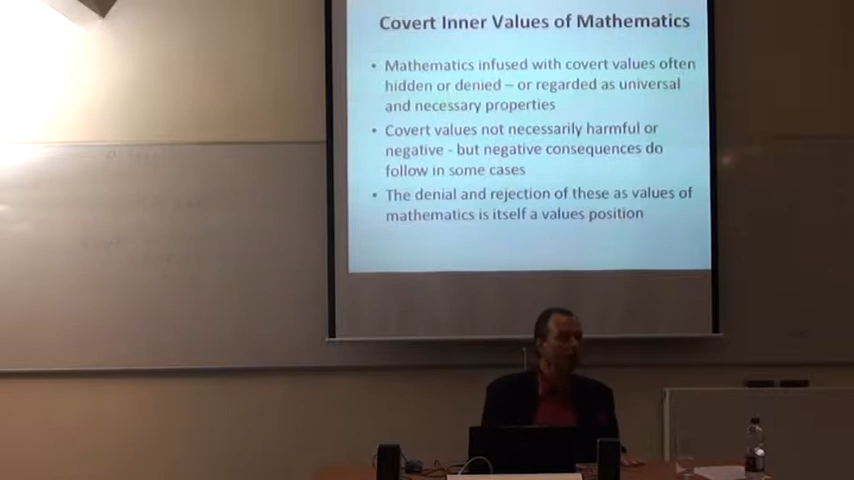 Covert Inner Values of Mathematics
• Mathematics infused with covert values often
hidden or denied – or regarded as universal
and necessary properties
• Covert values not necessarily harmful or
negative - but negative consequences do
follow in some cases
• The denial and rejection of these as values of
mathematics is itself a values position